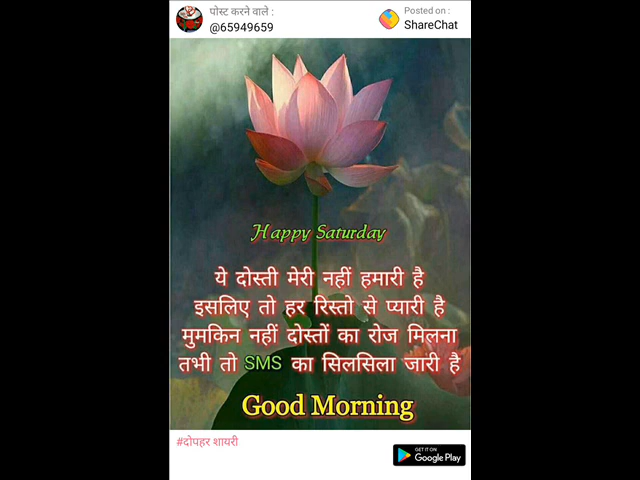 पोस्ट करने वाले :
@65949659
Posted on :
ShareChat
Happy Saturday
ये दोस्ती मेरी नहीं हमारी है
इसलिए तो हर रिस्तो से प्यारी है
मुमकिन नहीं दोस्तों का रोज मिलना
तभी तो SMS का सिलसिला जारी है
Good Morning
#दोपहर शायरी
GET IT ON
Google Play